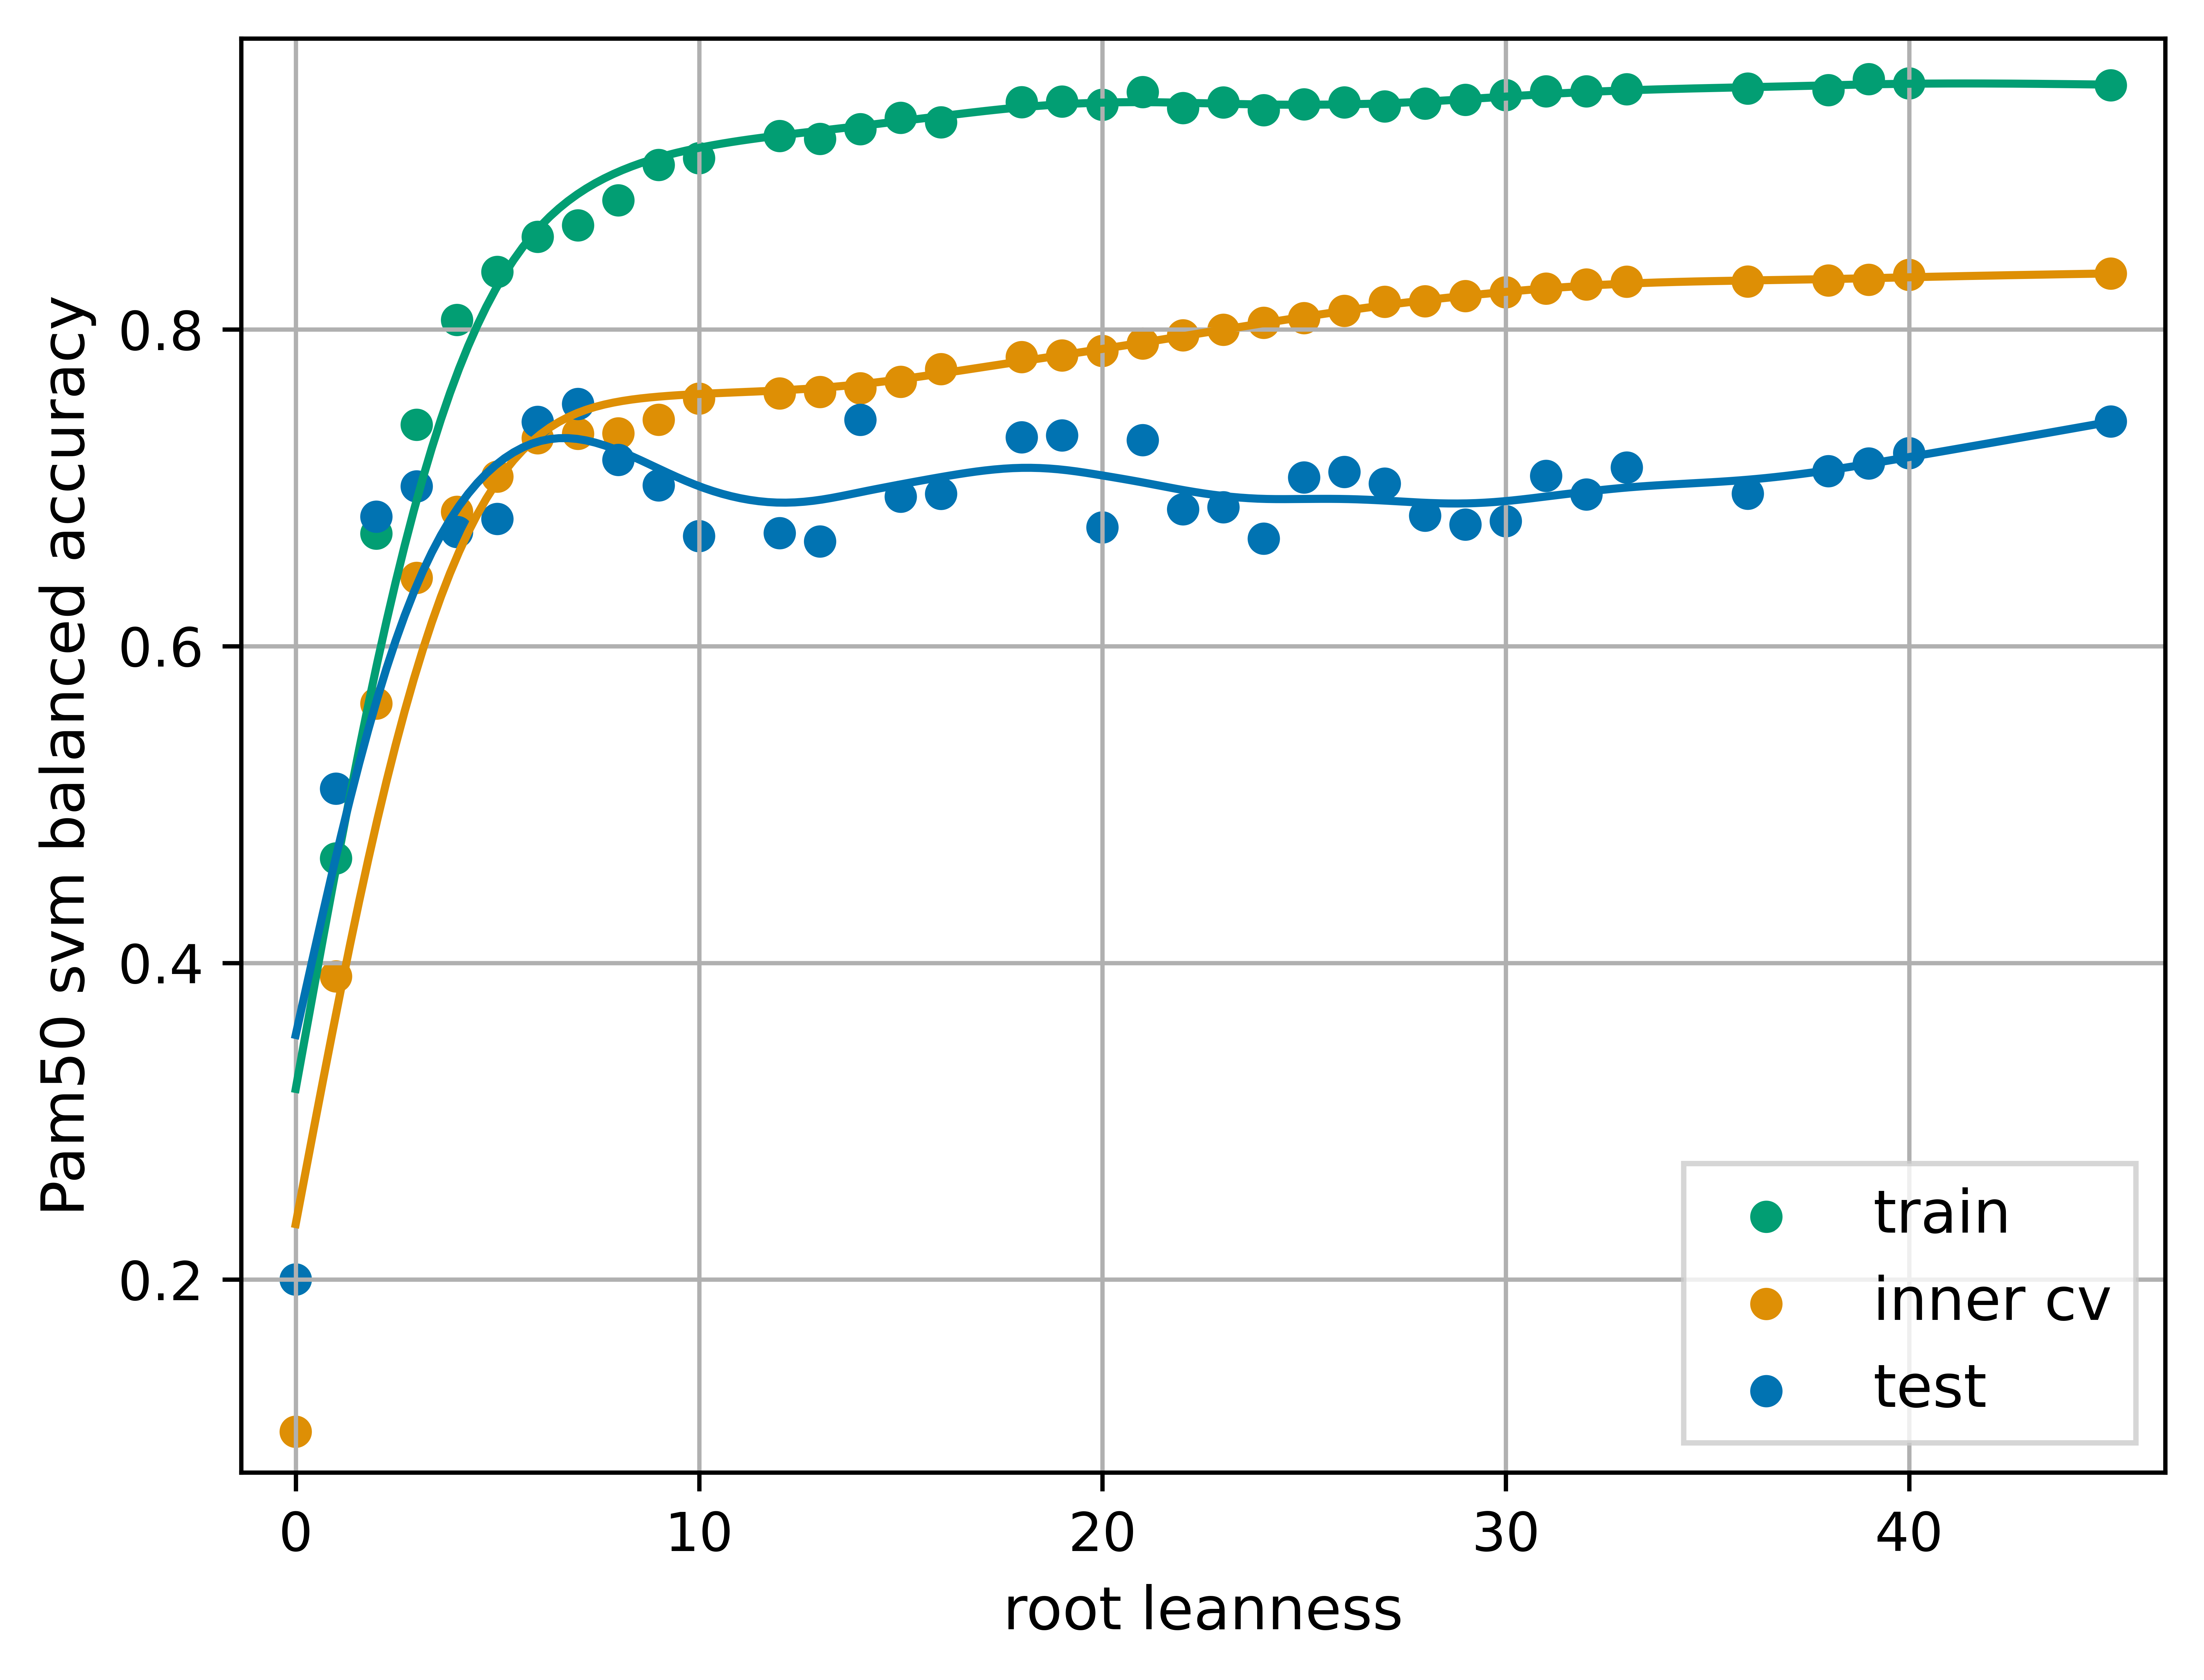 Pam50 svm balanced accuracy
0.8
0.6
0.4
0.2
0 10 20 30 40
root leanness
train
inner cv
test